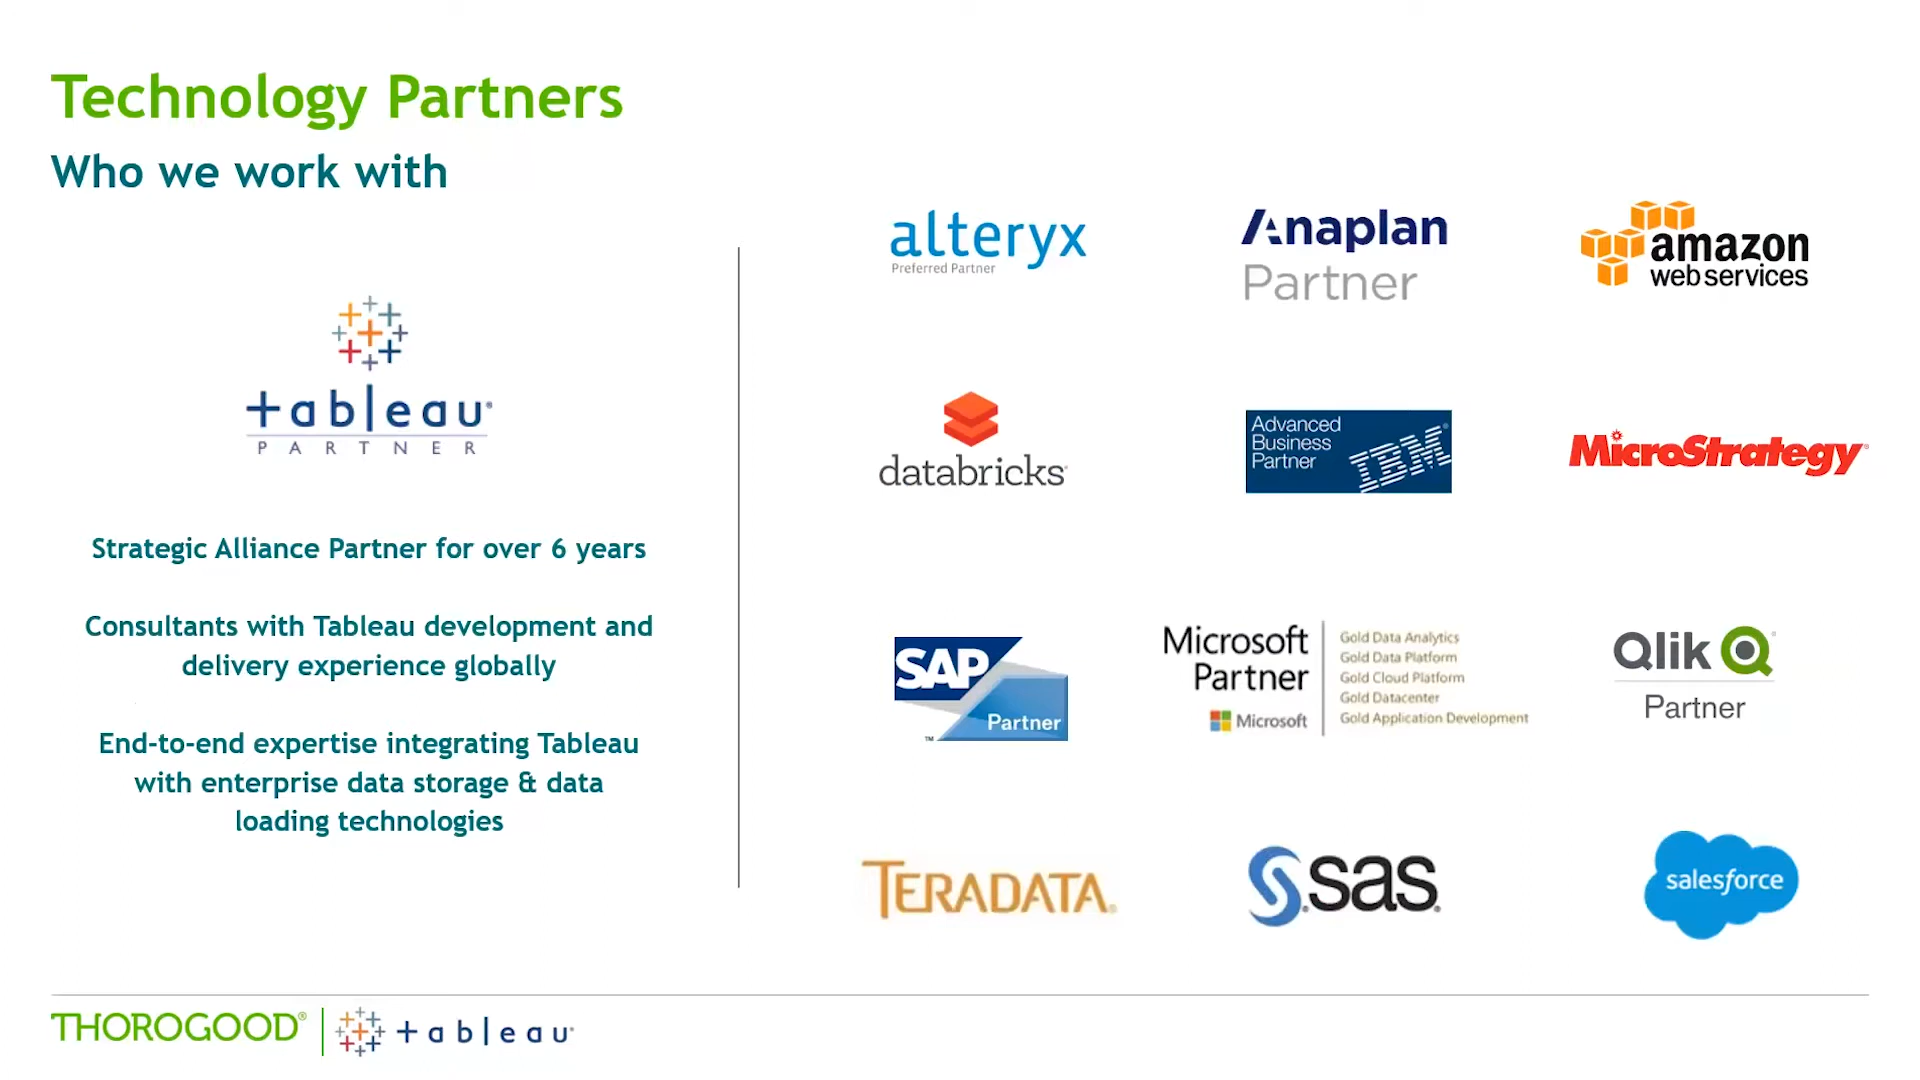 Technology Partners
Who we work with
tableau®
PARTNER
Strategic Alliance Partner for over 6 years
Consultants with Tableau development and
delivery experience globally
End-to-end expertise integrating Tableau
with enterprise data storage & data
loading technologies
alteryx
Preferred Partner
Anaplan
Partner
amazon
web services
databricks®
Advanced
Business
Partner
IBM®
MicroStrategy®
SAP
Partner
™
Microsoft
Partner
Microsoft
Gold Data Analytics
Gold Data Platform
Gold Cloud Platform
Gold Datacenter
Gold Application Development
Qlik Q®
Partner
TERADATA®
sas®
salesforce
THOROGOOD®
tableau®